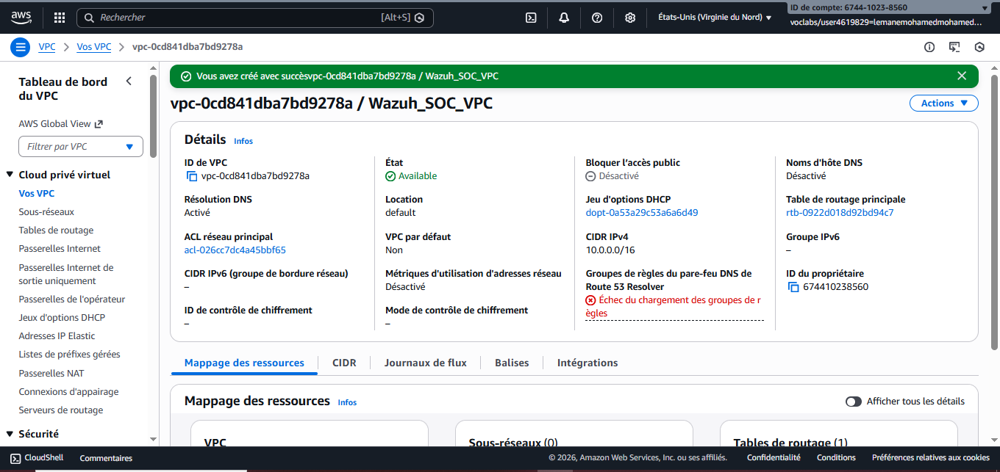 aws
Rechercher
[Alt+S]
États-Unis (Virginie du Nord)
ID de compte: 6744-1023-8560
voclabs/user4619829=lemanemohamedmohamed...
VPC
Vos VPC
vpc-0cd841dba7bd9278a
Tableau de bord
du VPC
AWS Global View
Filtrer par VPC
Cloud privé virtuel
Vos VPC
Sous-réseaux
Tables de routage
Passerelles Internet
Passerelles Internet de
sortie uniquement
Passerelles de l'opérateur
Jeux d'options DHCP
Adresses IP Elastic
Listes de préfixes gérées
Passerelles NAT
Connexions d'appairage
Serveurs de routage
Sécurité
Vous avez créé avec succèsvpc-0cd841dba7bd9278a / Wazuh_SOC_VPC
vpc-0cd841dba7bd9278a / Wazuh_SOC_VPC
Actions
Détails
Infos
ID de VPC
vpc-0cd841dba7bd9278a
État
Available
Bloquer l’accès public
Désactivé
Noms d'hôte DNS
Désactivé
Résolution DNS
Activé
Location
default
Jeu d'options DHCP
dopt-0a53a29c53a6a6d49
Table de routage principale
rtb-0922d018d92bd94c7
ACL réseau principal
acl-026cc7dc4a45bbf65
VPC par défaut
Non
CIDR IPv4
10.0.0.0/16
Groupe IPv6
–
CIDR IPv6 (groupe de bordure réseau)
–
Métriques d'utilisation d'adresses réseau
Désactivé
Groupes de règles du pare-feu DNS de
Route 53 Resolver
Échec du chargement des groupes de r
ègles
ID du propriétaire
674410238560
ID de contrôle de chiffrement
–
Mode de contrôle de chiffrement
–
Mappage des ressources
CIDR
Journaux de flux
Balises
Intégrations
Mappage des ressources
Infos
Afficher tous les détails
VPC
Sous-réseaux (0)
Tables de routage (1)
CloudShell
Commentaires
© 2026, Amazon Web Services, Inc. ou ses affiliés.
Confidentialité
Conditions
Préférences relatives aux cookies